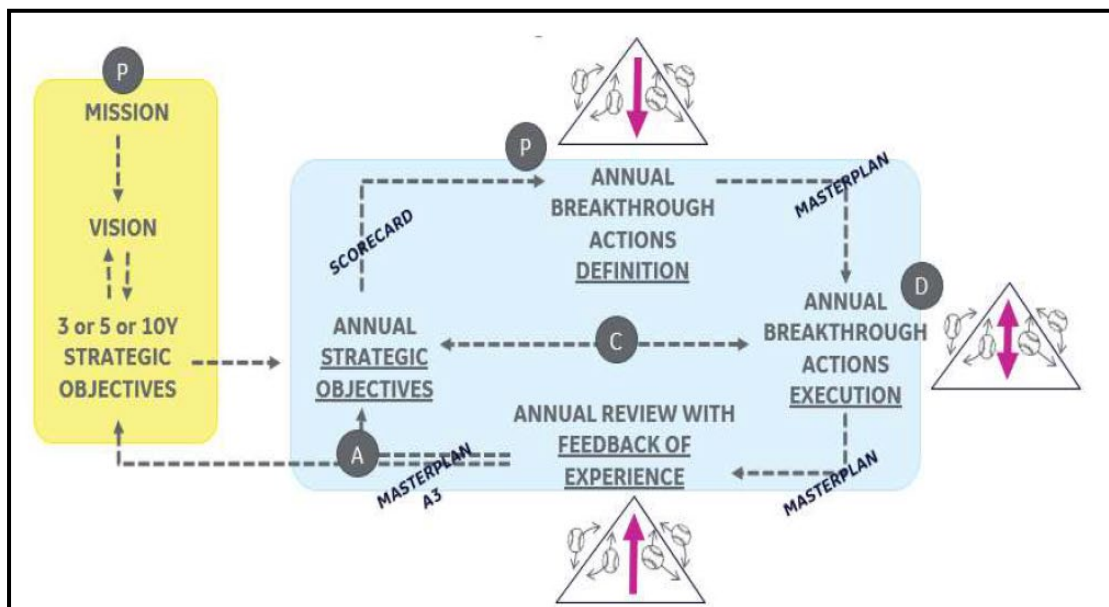 P
MISSION
VISION
3 or 5 or 10Y
STRATEGIC
OBJECTIVES
P
ANNUAL
BREAKTHROUGH
ACTIONS
DEFINITION
SCORECARD
MASTERPLAN
ANNUAL
STRATEGIC
OBJECTIVES
C
D
ANNUAL
BREAKTHROUGH
ACTIONS
EXECUTION
ANNUAL REVIEW WITH
FEEDBACK OF
EXPERIENCE
A
MASTERPLAN
A3
MASTERPLAN